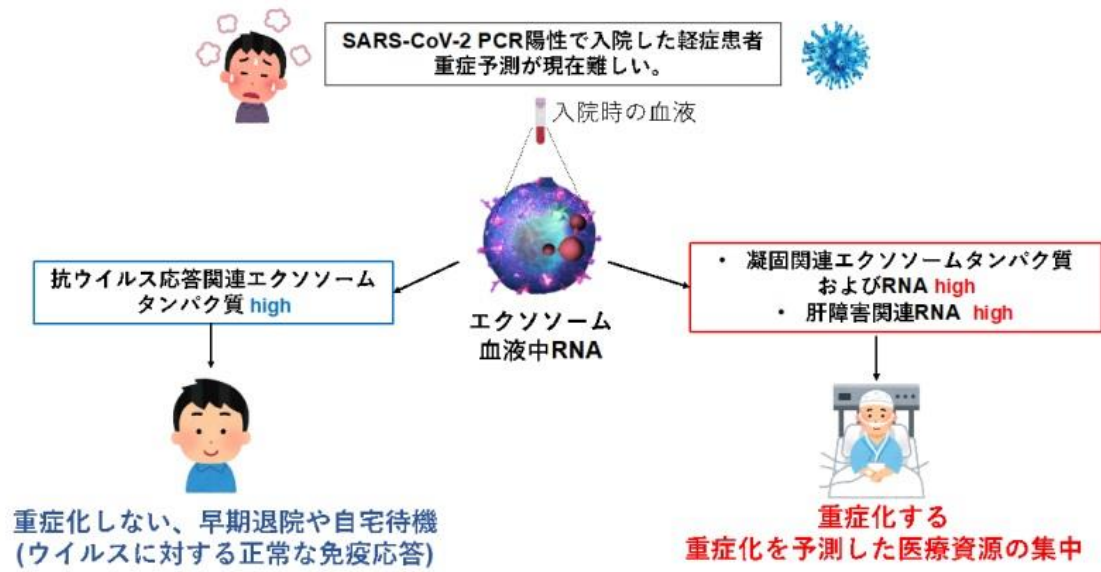 SARS-CoV-2 PCR陽性で入院した軽症患者
重症予測が現在難しい。
入院時の血液
抗ウイルス応答関連エクソソーム
タンパク質 high
エクソソーム
血液中RNA
• 凝固関連エクソソームタンパク質
およびRNA high
• 肝障害関連RNA high
重症化しない、早期退院や自宅待機
(ウイルスに対する正常な免疫応答)
重症化する
重症化を予測した医療資源の集中